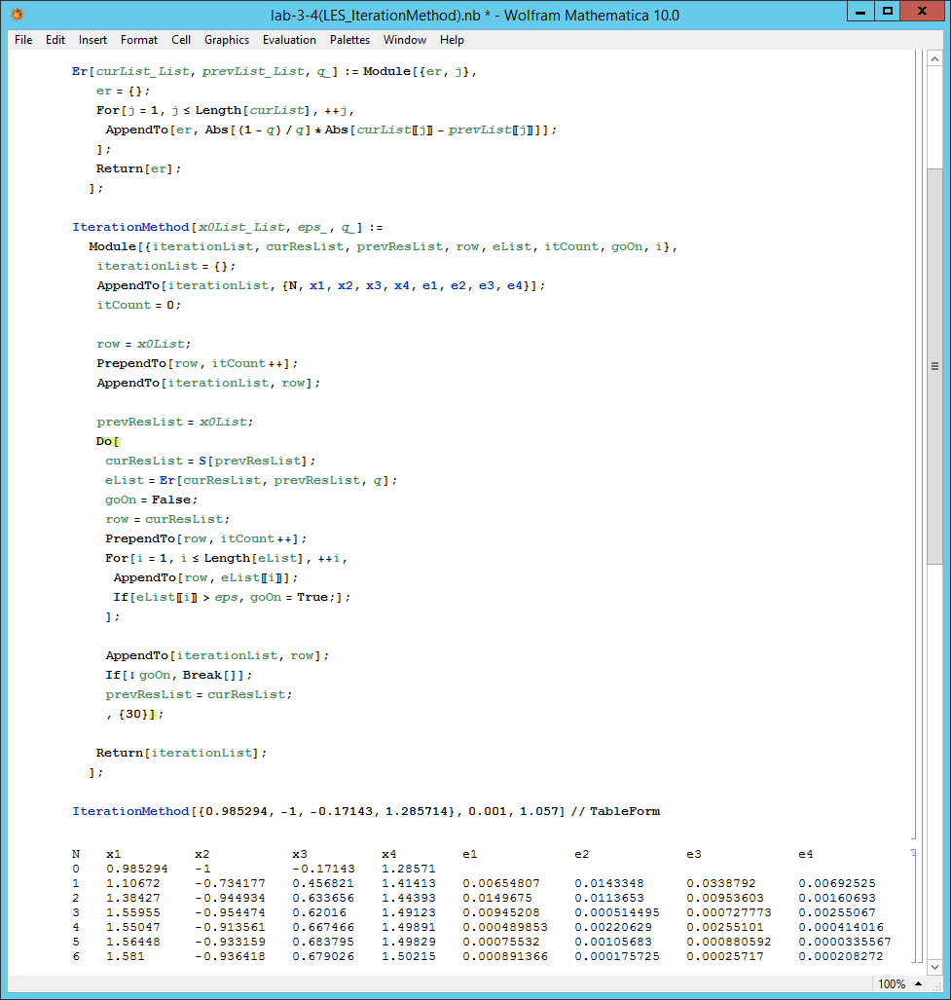 lab-3-4(LES_IterationMethod).nb * - Wolfram Mathematica 10.0
File Edit Insert Format Cell Graphics Evaluation Palettes Window Help
Er[curList_List, prevList_List, q_] := Module[{er, j},
er = {};
For[j = 1, j ≤ Length[curList], ++j,
AppendTo[er, Abs[(1 - q) / q] * Abs[curList[[j]] - prevList[[j]]]];
];
Return[er];
];
IterationMethod[x0List_List, eps_, q_] :=
Module[{iterationList, curResList, prevResList, row, eList, itCount, goOn, i},
iterationList = {};
AppendTo[iterationList, {N, x1, x2, x3, x4, e1, e2, e3, e4}];
itCount = 0;
row = x0List;
PrependTo[row, itCount++];
AppendTo[iterationList, row];
prevResList = x0List;
Do[
curResList = S[prevResList];
eList = Er[curResList, prevResList, q];
goOn = False;
row = curResList;
PrependTo[row, itCount++];
For[i = 1, i ≤ Length[eList], ++i,
AppendTo[row, eList[[i]]];
If[eList[[i]] > eps, goOn = True;];
];
AppendTo[iterationList, row];
If[! goOn, Break[]];
prevResList = curResList;
, {30}];
Return[iterationList];
];
IterationMethod[{0.985294, -1, -0.17143, 1.285714}, 0.001, 1.057] // TableForm
N x1 x2 x3 x4 e1 e2 e3 e4
0 0.985294 -1 -0.17143 1.28571
1 1.10672 -0.734177 0.456821 1.41413 0.00654807 0.0143348 0.0338792 0.00692525
2 1.38427 -0.944934 0.633656 1.44393 0.0149675 0.0113653 0.00953603 0.00160693
3 1.55955 -0.954474 0.62016 1.49123 0.00945208 0.000514495 0.000727773 0.00255067
4 1.55047 -0.913561 0.667466 1.49891 0.000489853 0.00220629 0.00255101 0.000414016
5 1.56448 -0.933159 0.683795 1.49829 0.00075532 0.00105683 0.000880592 0.0000335567
6 1.581 -0.936418 0.679026 1.50215 0.000891366 0.000175725 0.00025717 0.000208272
100%